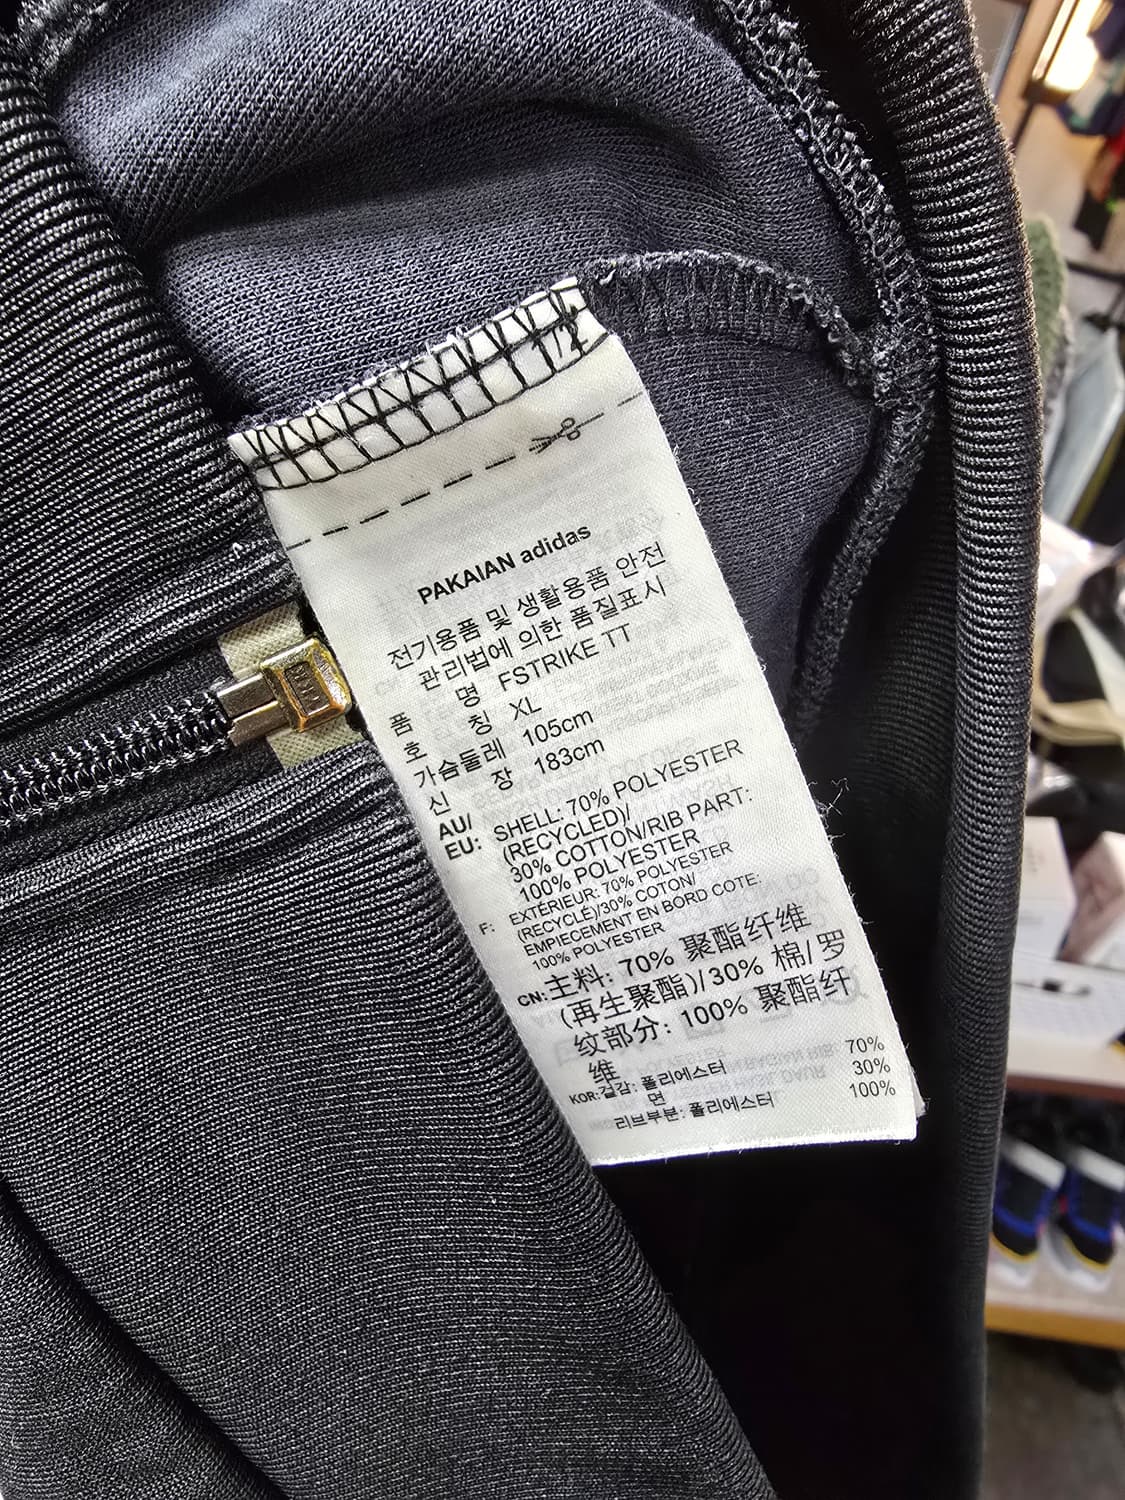 PAKAIAN adidas
전기용품 및 생활용품 안전
관리법에 의한 품질표시
품 명 FSTRIKE TT
호 칭 XL
가슴둘레 105cm
신 장 183cm
AU/
EU: SHELL: 70% POLYESTER
(RECYCLED)/
30% COTTON/RIB PART:
100% POLYESTER
F: EXTÉRIEUR: 70% POLYESTER
(RECYCLÉ)/30% COTON/
EMPIECEMENT EN BORD COTE:
100% POLYESTER
CN: 主料: 70% 聚酯纤维
(再生聚酯)/30% 棉/罗
纹部分: 100% 聚酯纤
维
KOR: 겉감: 폴리에스터 70%
면 30%
리브부분: 폴리에스터 100%